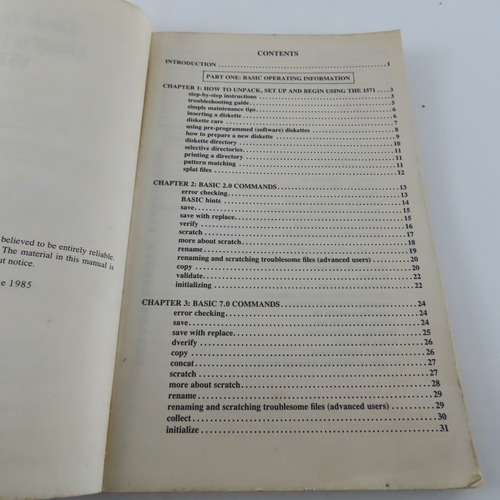 believed to be entirely reliable.
The material in this manual is
ut notice.
e 1985
CONTENTS
INTRODUCTION ........ 1
PART ONE: BASIC OPERATING INFORMATION
CHAPTER 1: HOW TO UNPACK, SET UP AND BEGIN USING THE 1571 .... 3
step-by-step instructions ........ 3
troubleshooting guide ........ 5
simple maintenance tips ........ 6
inserting a diskette ........ 6
diskette care ........ 7
using pre-programmed (software) diskettes ........ 8
how to prepare a new diskette ........ 9
diskette directory ........ 10
selective directories ........ 11
printing a directory ........ 11
pattern matching ........ 11
splat files ........ 12
CHAPTER 2: BASIC 2.0 COMMANDS ........ 13
error checking ........ 13
BASIC hints ........ 14
save ........ 15
save with replace ........ 15
verify ........ 16
scratch ........ 17
more about scratch ........ 18
rename ........ 19
renaming and scratching troublesome files (advanced users) ........ 20
copy ........ 20
validate ........ 22
initializing ........ 22
CHAPTER 3: BASIC 7.0 COMMANDS ........ 24
error checking ........ 24
save ........ 24
save with replace ........ 25
dverify ........ 26
copy ........ 26
concat ........ 27
scratch ........ 27
more about scratch ........ 28
rename ........ 29
renaming and scratching troublesome files (advanced users) ........ 29
collect ........ 30
initialize ........ 31